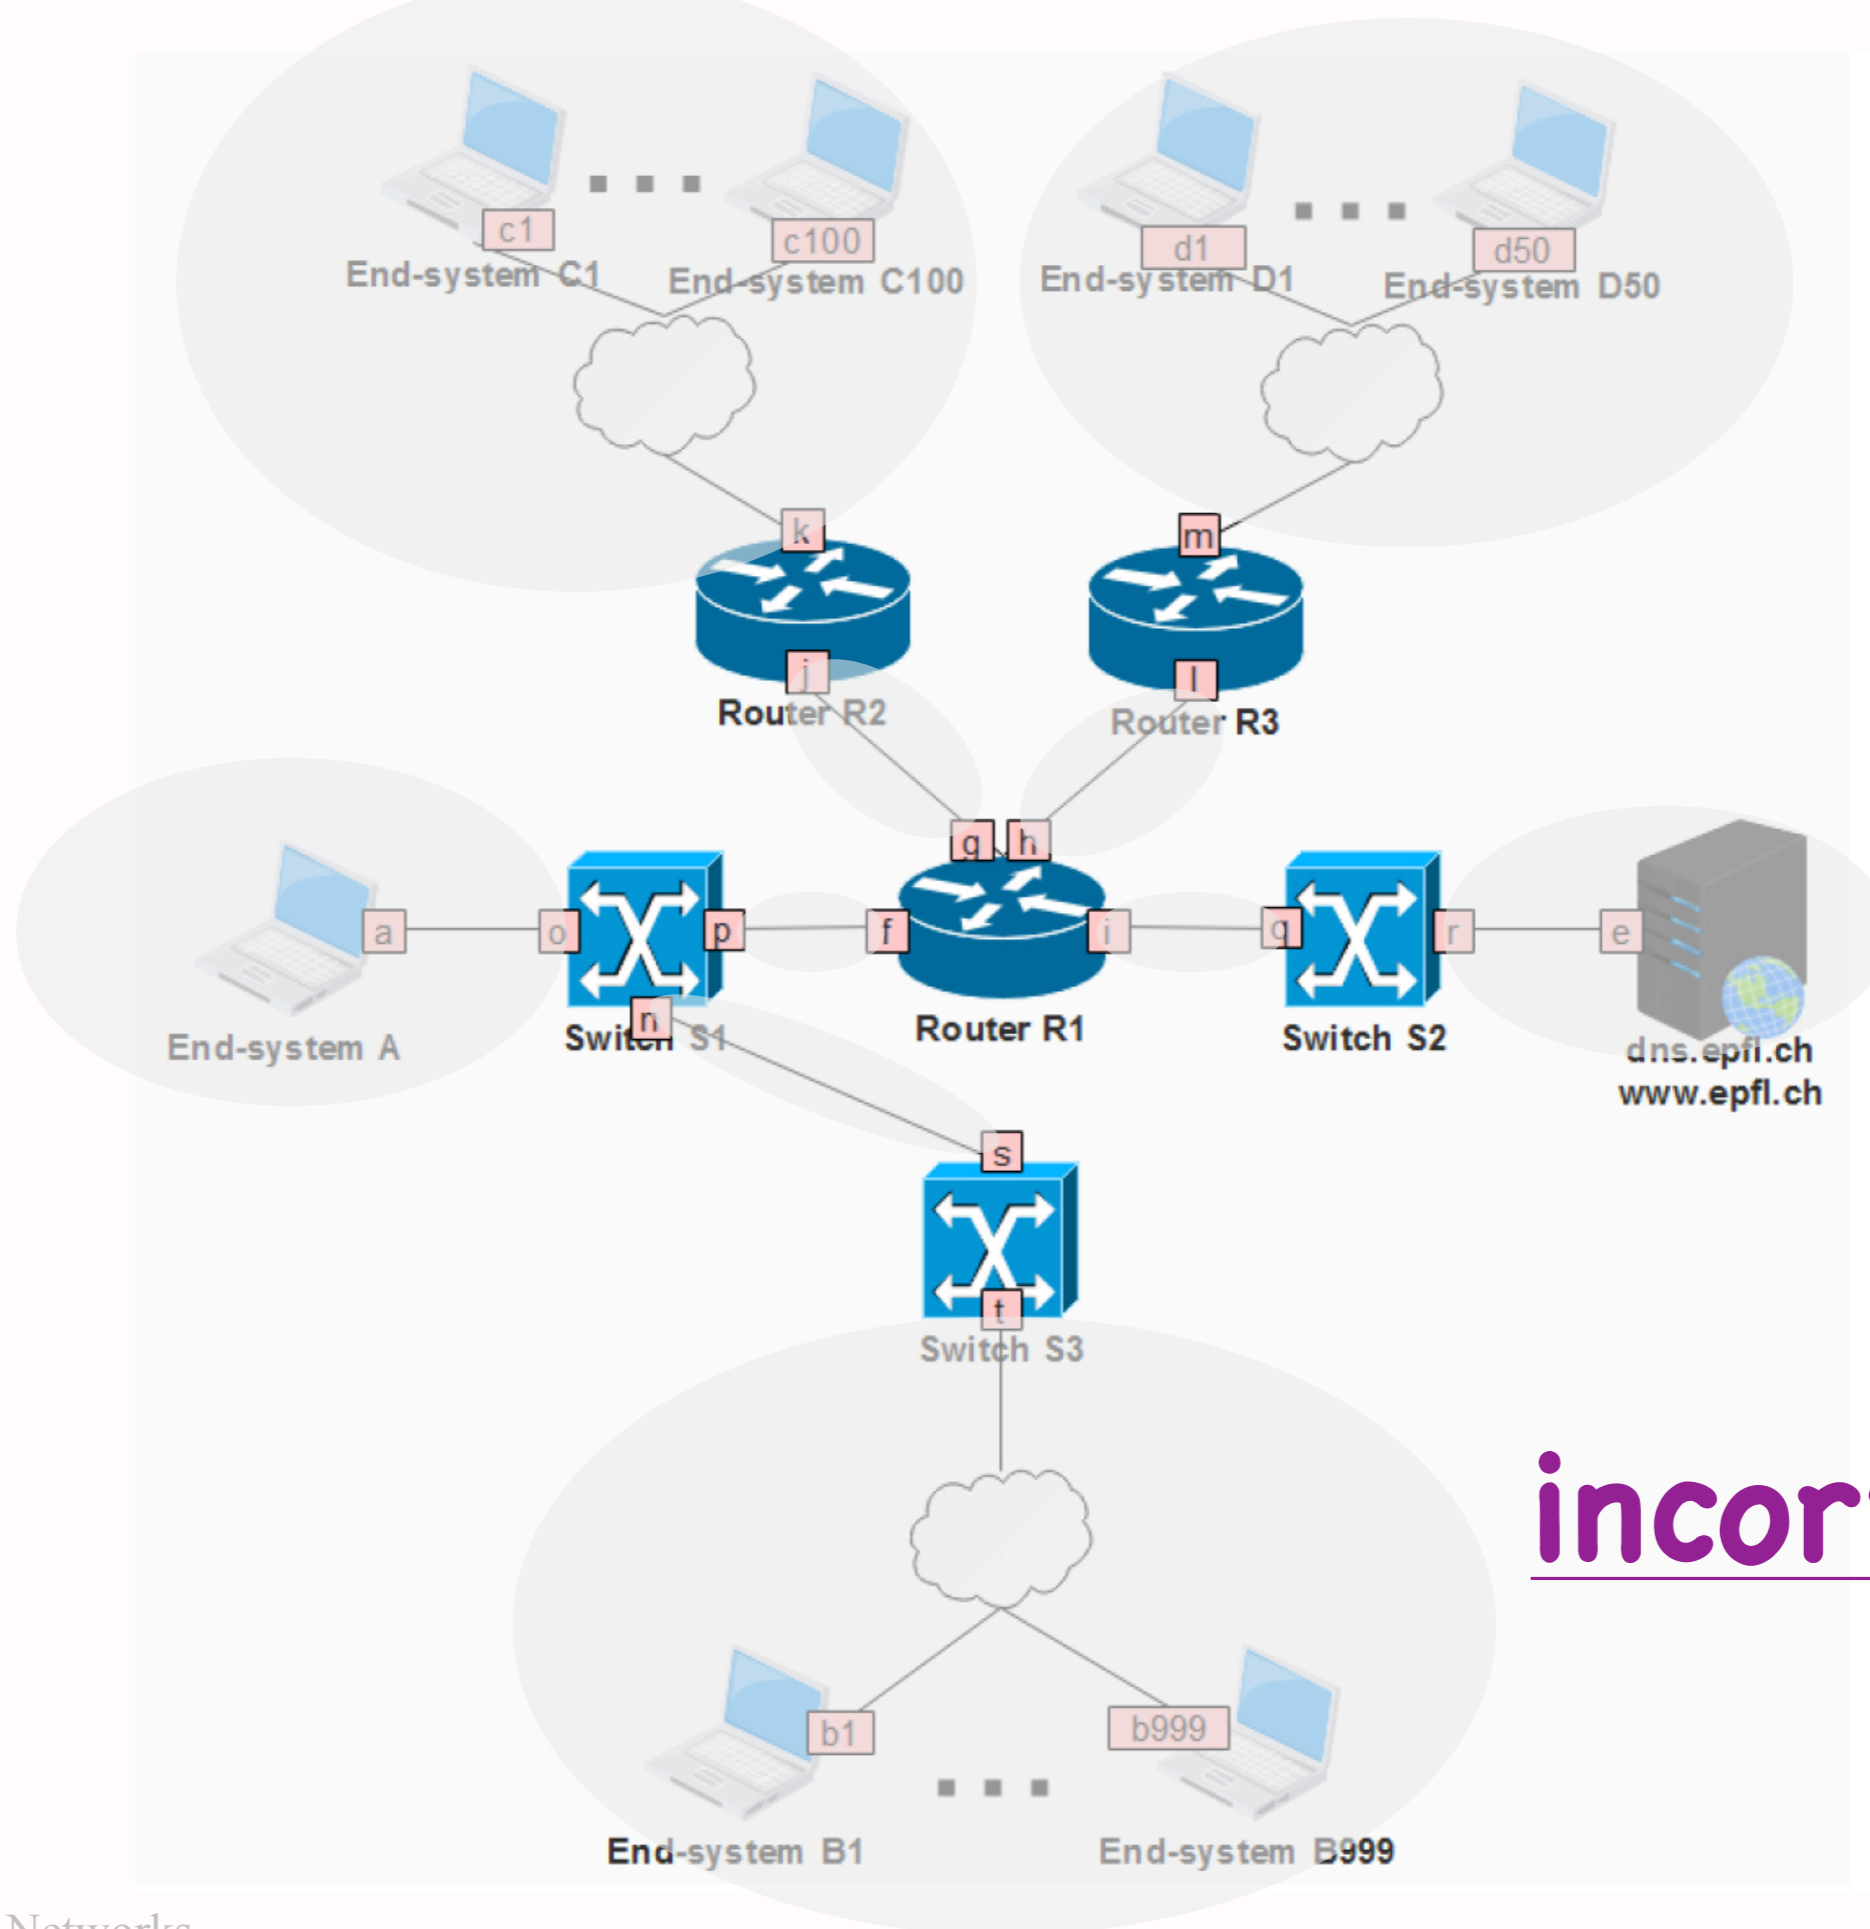 c1
c100
d1
d50
End-system C1
End-system C100
End-system D1
End-system D50
k
m
j
l
Router R2
Router R3
g
h
a
o
p
f
i
q
r
e
n
End-system A
Switch S1
Router R1
Switch S2
dns.epfl.ch
www.epfl.ch
s
t
Switch S3
b1
b999
End-system B1
End-system B999